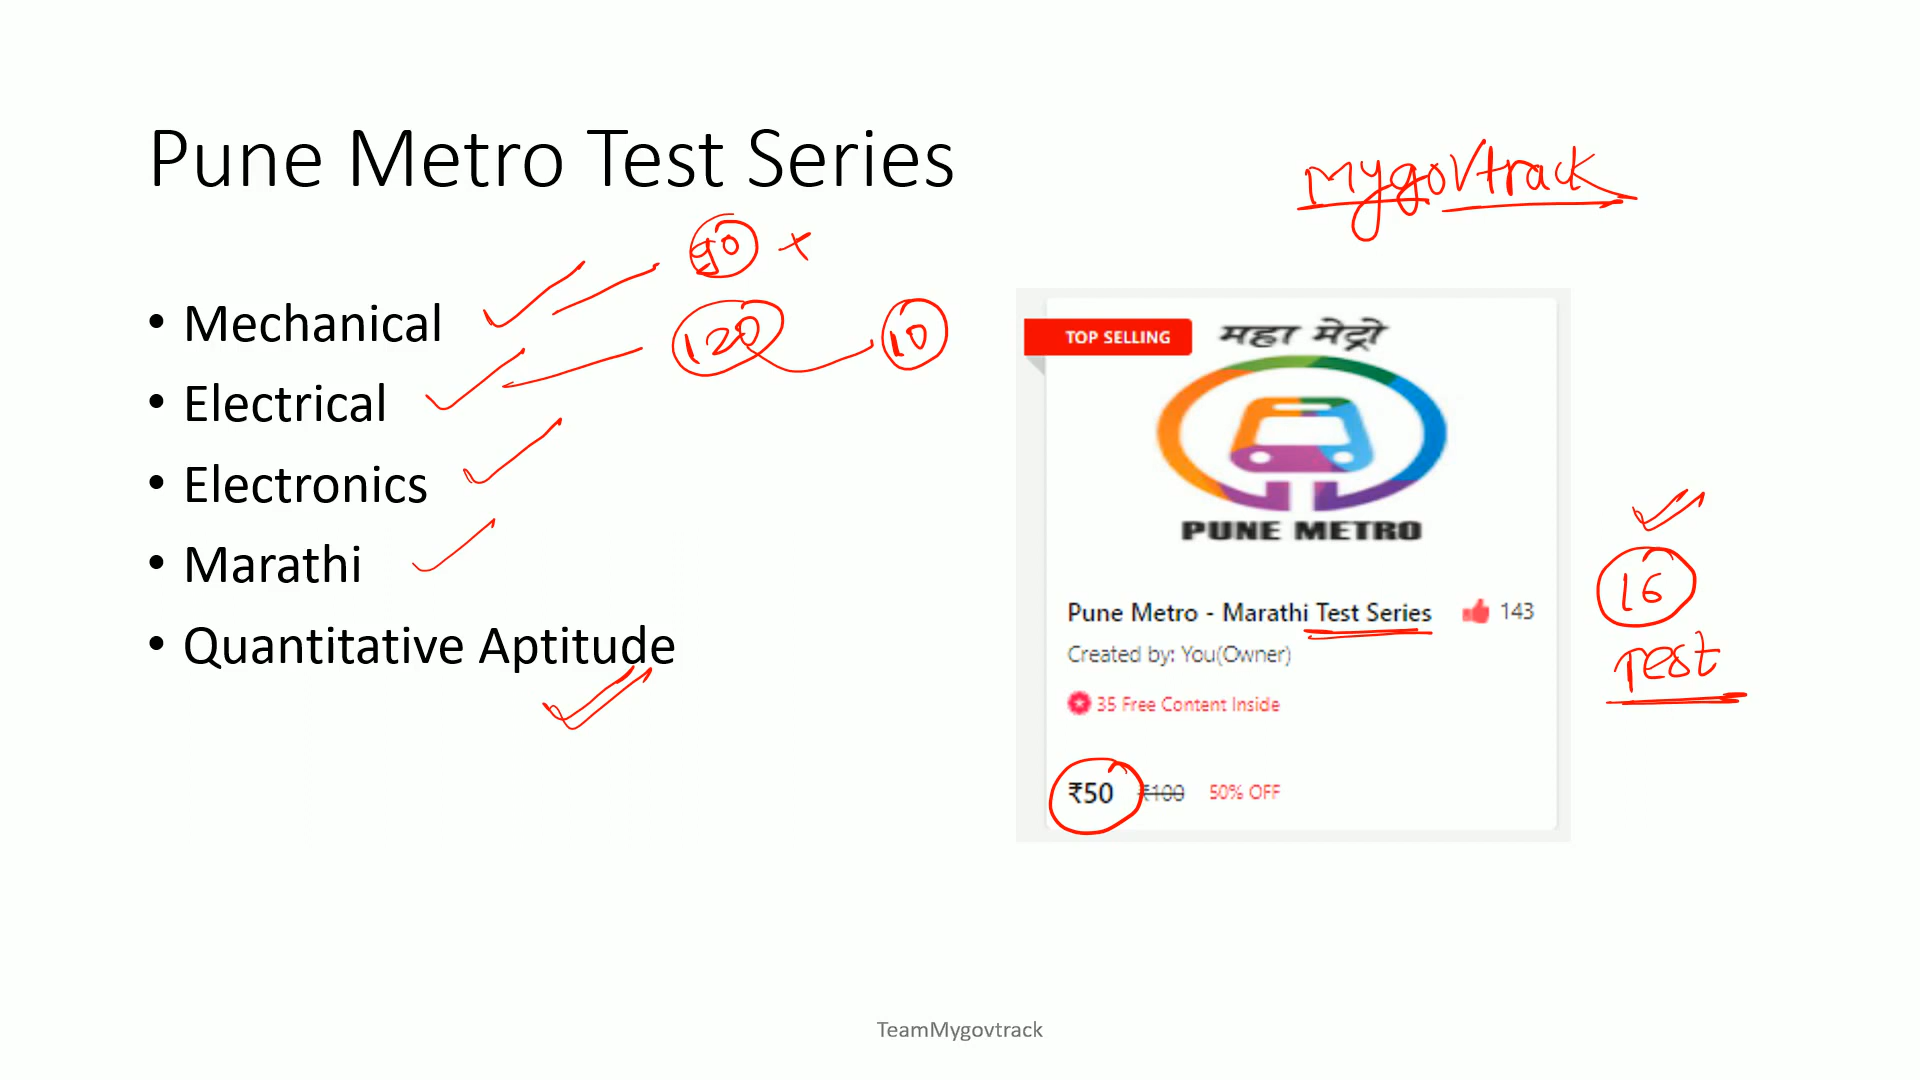 Pune Metro Test Series
mygovtrack
• Mechanical
• Electrical
• Electronics
• Marathi
• Quantitative Aptitude
120
10
TOP SELLING
महा मेट्रो
PUNE METRO
Pune Metro - Marathi Test Series 143
Created by: You(Owner)
35 Free Content Inside
₹50 ₹100 50% OFF
16
Test
TeamMygovtrack